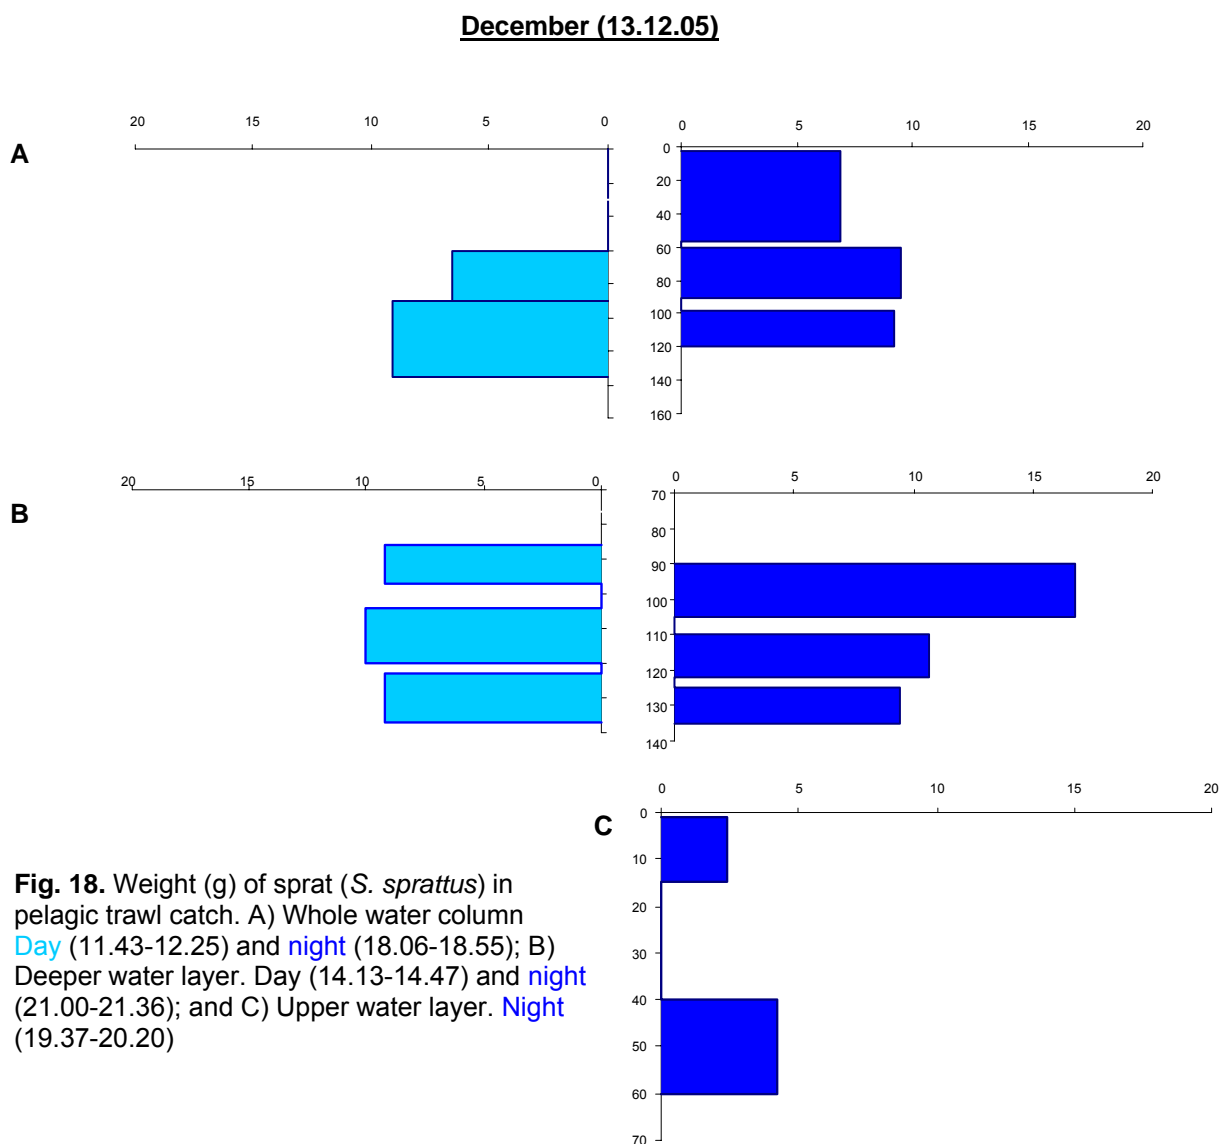 December (13.12.05)
20 15 10 5 0
0 5 10 15 20
A
0
20
40
60
80
100
120
140
160
20 15 10 5 0
0 5 10 15 20
B
70
80
90
100
110
120
130
140
0 5 10 15 20
C
0
10
20
30
40
50
60
70
Fig. 18. Weight (g) of sprat (S. sprattus) in
pelagic trawl catch. A) Whole water column
Day (11.43-12.25) and night (18.06-18.55); B)
Deeper water layer. Day (14.13-14.47) and night
(21.00-21.36); and C) Upper water layer. Night
(19.37-20.20)